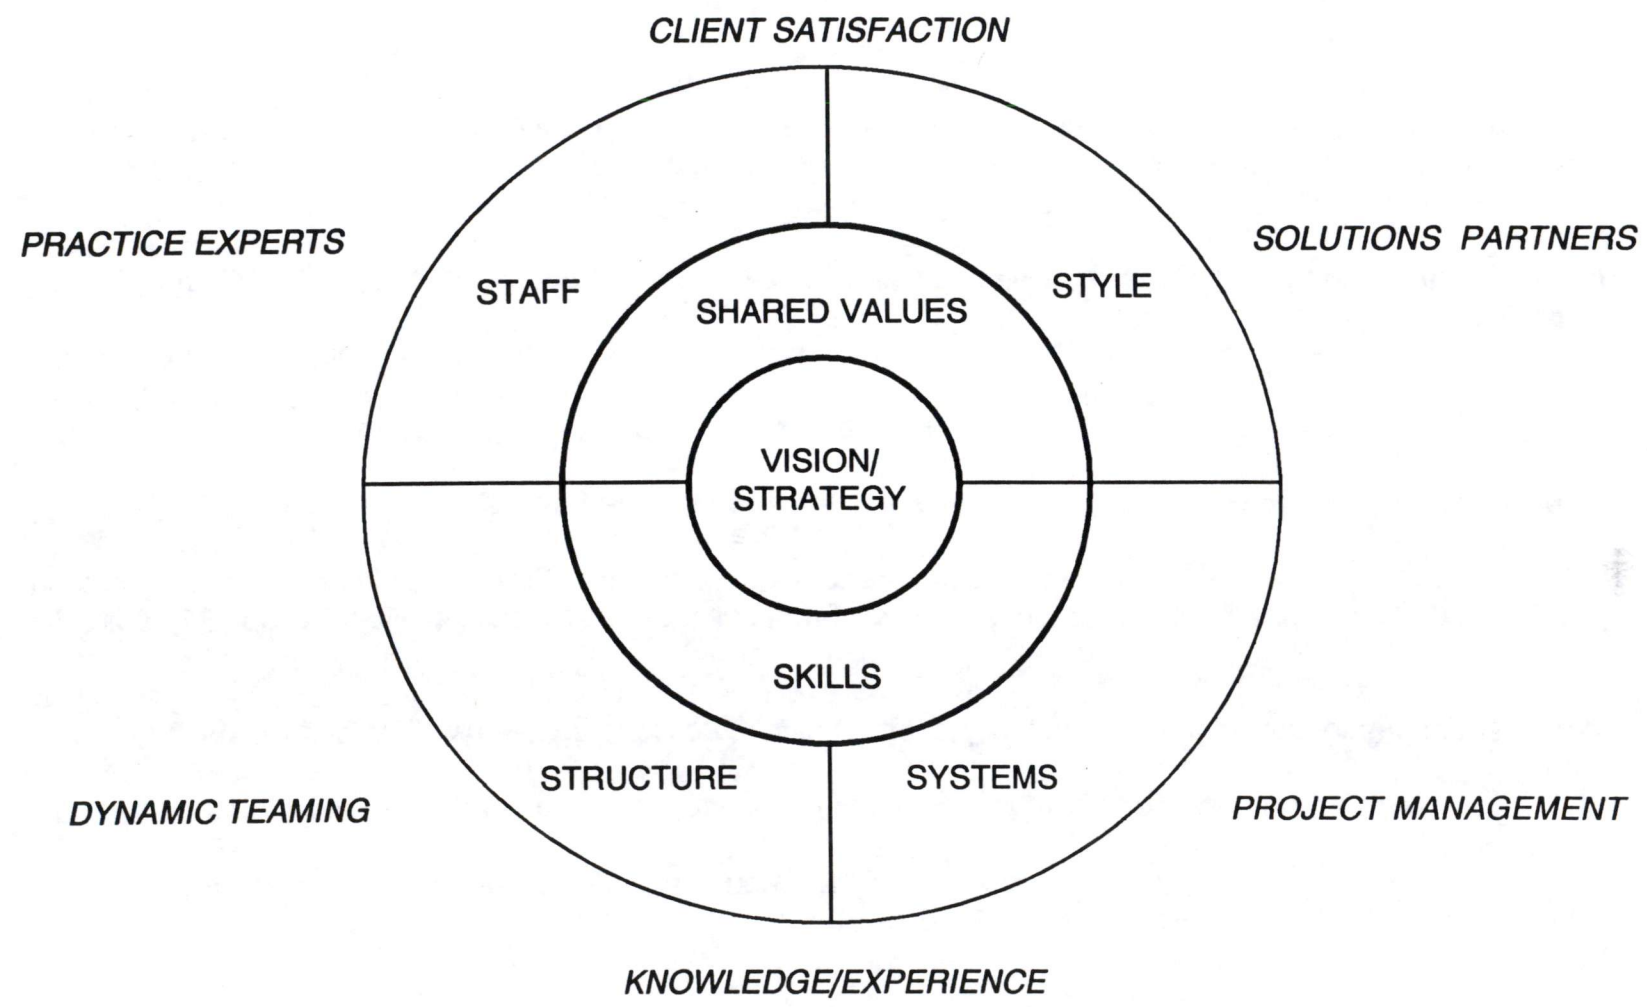 CLIENT SATISFACTION
PRACTICE EXPERTS
SOLUTIONS PARTNERS
STAFF
STYLE
SHARED VALUES
VISION/
STRATEGY
SKILLS
STRUCTURE
SYSTEMS
DYNAMIC TEAMING
PROJECT MANAGEMENT
KNOWLEDGE/EXPERIENCE